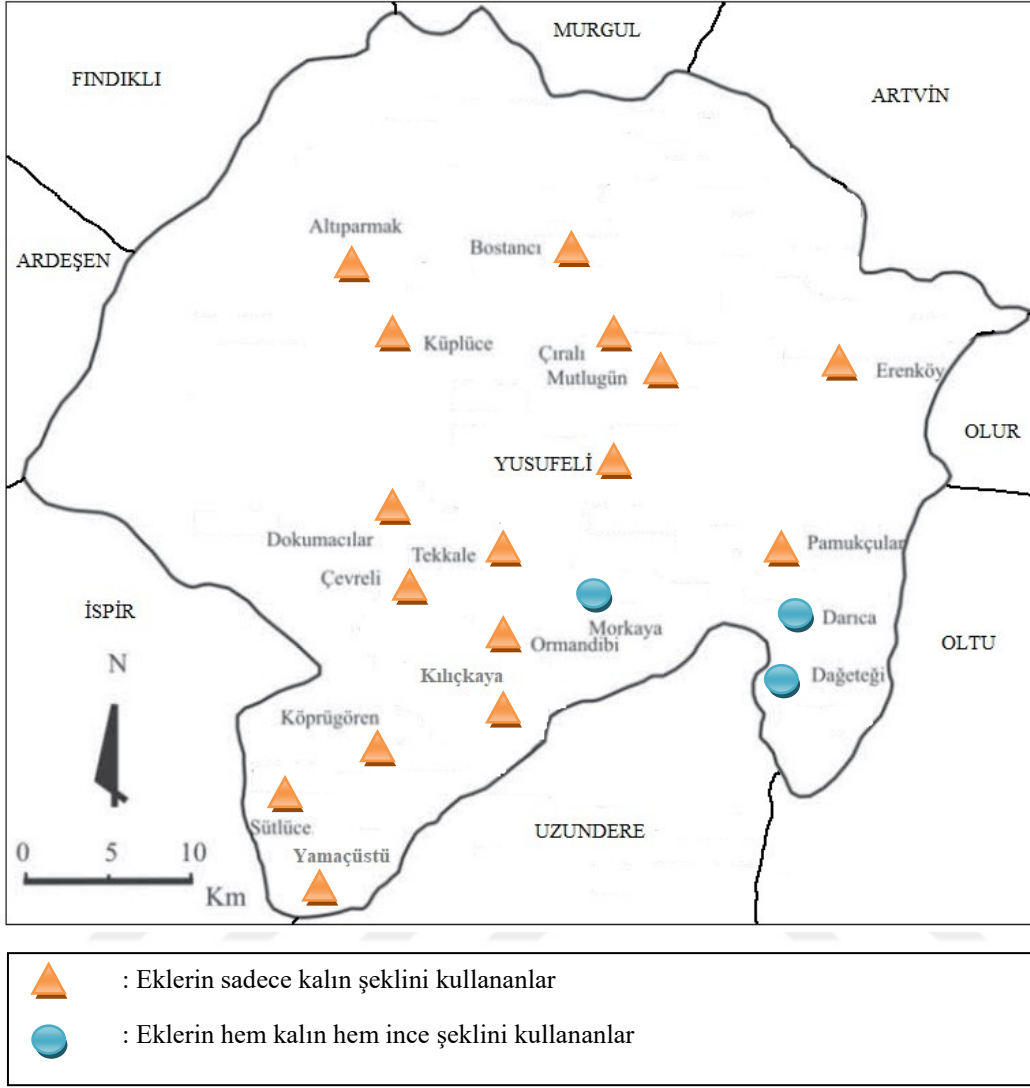 MURGUL
FINDIKLI
ARTVİN
Altıparmak
Bostancı
ARDEŞEN
Küplüce
Çıralı
Mutlugün
Erenköy
OLUR
YUSUFELİ
Dokumacılar
Tekkale
Pamukçular
Çevreli
İSPİR
Morkaya
Darıca
Ormandibi
OLTU
N
Kılıçkaya
Dağeteği
Köprügören
Sütlüce
UZUNDERE
0 5 10
Yamaçüstü
Km
: Eklerin sadece kalın şeklini kullananlar
: Eklerin hem kalın hem ince şeklini kullananlar